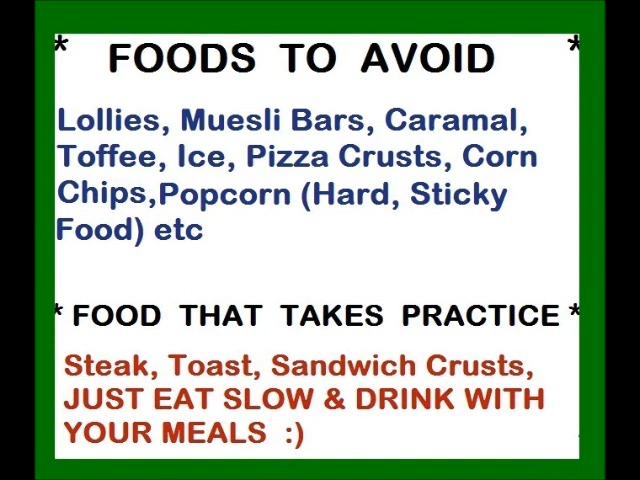 * FOODS TO AVOID *
Lollies, Muesli Bars, Caramal,
Toffee, Ice, Pizza Crusts, Corn
Chips,Popcorn (Hard, Sticky
Food) etc
* FOOD THAT TAKES PRACTICE *
Steak, Toast, Sandwich Crusts,
JUST EAT SLOW & DRINK WITH
YOUR MEALS :)